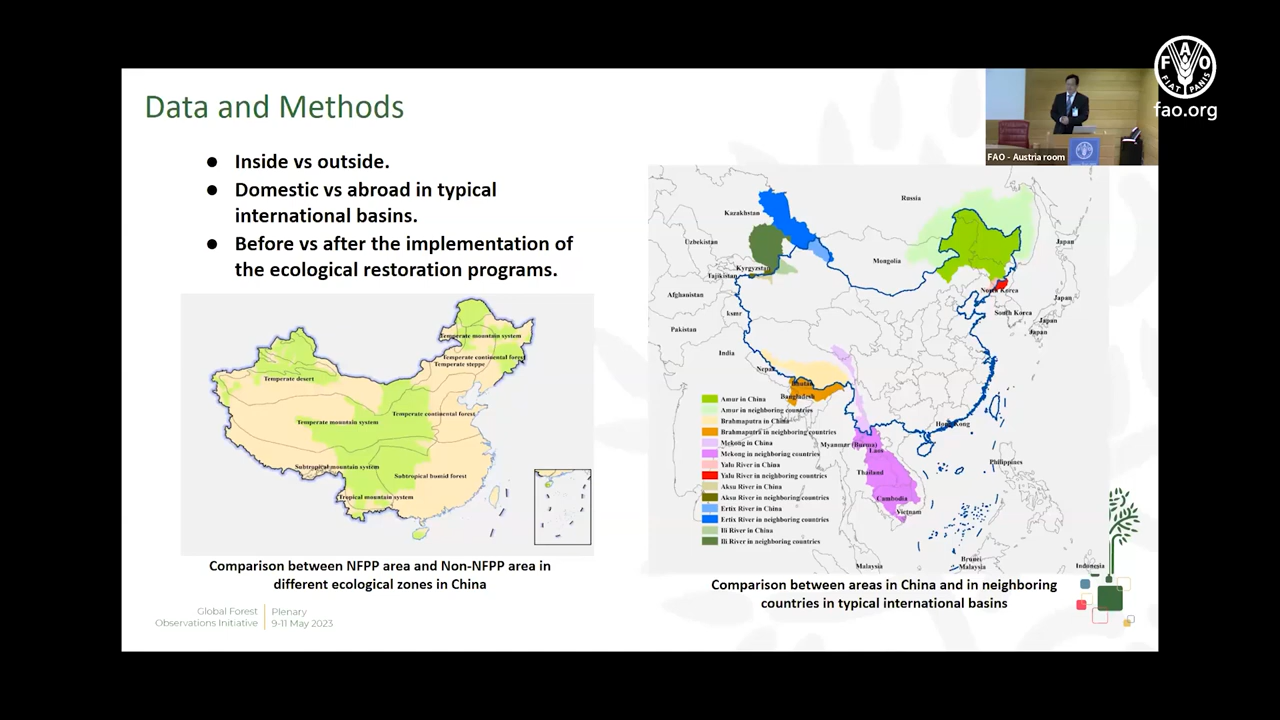 FAO
FIAT PANIS
fao.org
FAO - Austria room
Data and Methods
● Inside vs outside.
● Domestic vs abroad in typical
international basins.
● Before vs after the implementation of
the ecological restoration programs.
Temperate mountain system
Temperate continental forest
Temperate steppe
Temperate desert
Temperate continental forest
Temperate mountain system
Subtropical mountain system
Subtropical humid forest
Tropical mountain system
Comparison between NFPP area and Non-NFPP area in
different ecological zones in China
Russia
Kazakhstan
Uzbekistan
Mongolia
Japan
Kyrgyzstan
Tajikistan
Afghanistan
North Korea
Japan
ksmr
South Korea
Japan
Pakistan
Japan
India
Nepal
Bhutan
Bangladesh
Hong Kong
Myanmar (Burma)
Laos
Philippines
Thailand
Cambodia
Vietnam
Brunei
Malaysia
Malaysia
Indonesia
Amur in China
Amur in neighboring countries
Brahmaputra in China
Brahmaputra in neighboring countries
Mekong in China
Mekong in neighboring countries
Yalu River in China
Yalu River in neighboring countries
Aksu River in China
Aksu River in neighboring countries
Ertix River in China
Ertix River in neighboring countries
Ili River in China
Ili River in neighboring countries
Comparison between areas in China and in neighboring
countries in typical international basins
Global Forest
Observations Initiative
Plenary
9-11 May 2023